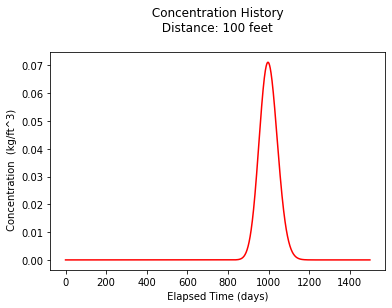 Concentration History
Distance: 100 feet
Concentration (kg/ft^3)
0.07
0.06
0.05
0.04
0.03
0.02
0.01
0.00
0 200 400 600 800 1000 1200 1400
Elapsed Time (days)